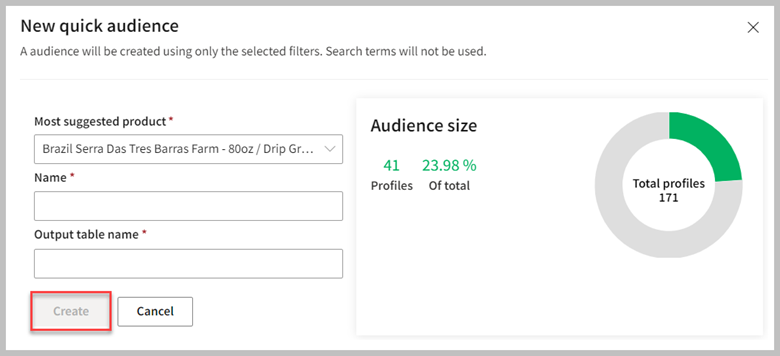 New quick audience
A audience will be created using only the selected filters. Search terms will not be used.
Most suggested product *
Brazil Serra Das Tres Barras Farm - 80oz / Drip Gr...
Name *
Output table name *
Create
Cancel
Audience size
41
Profiles
23.98 %
Of total
Total profiles
171